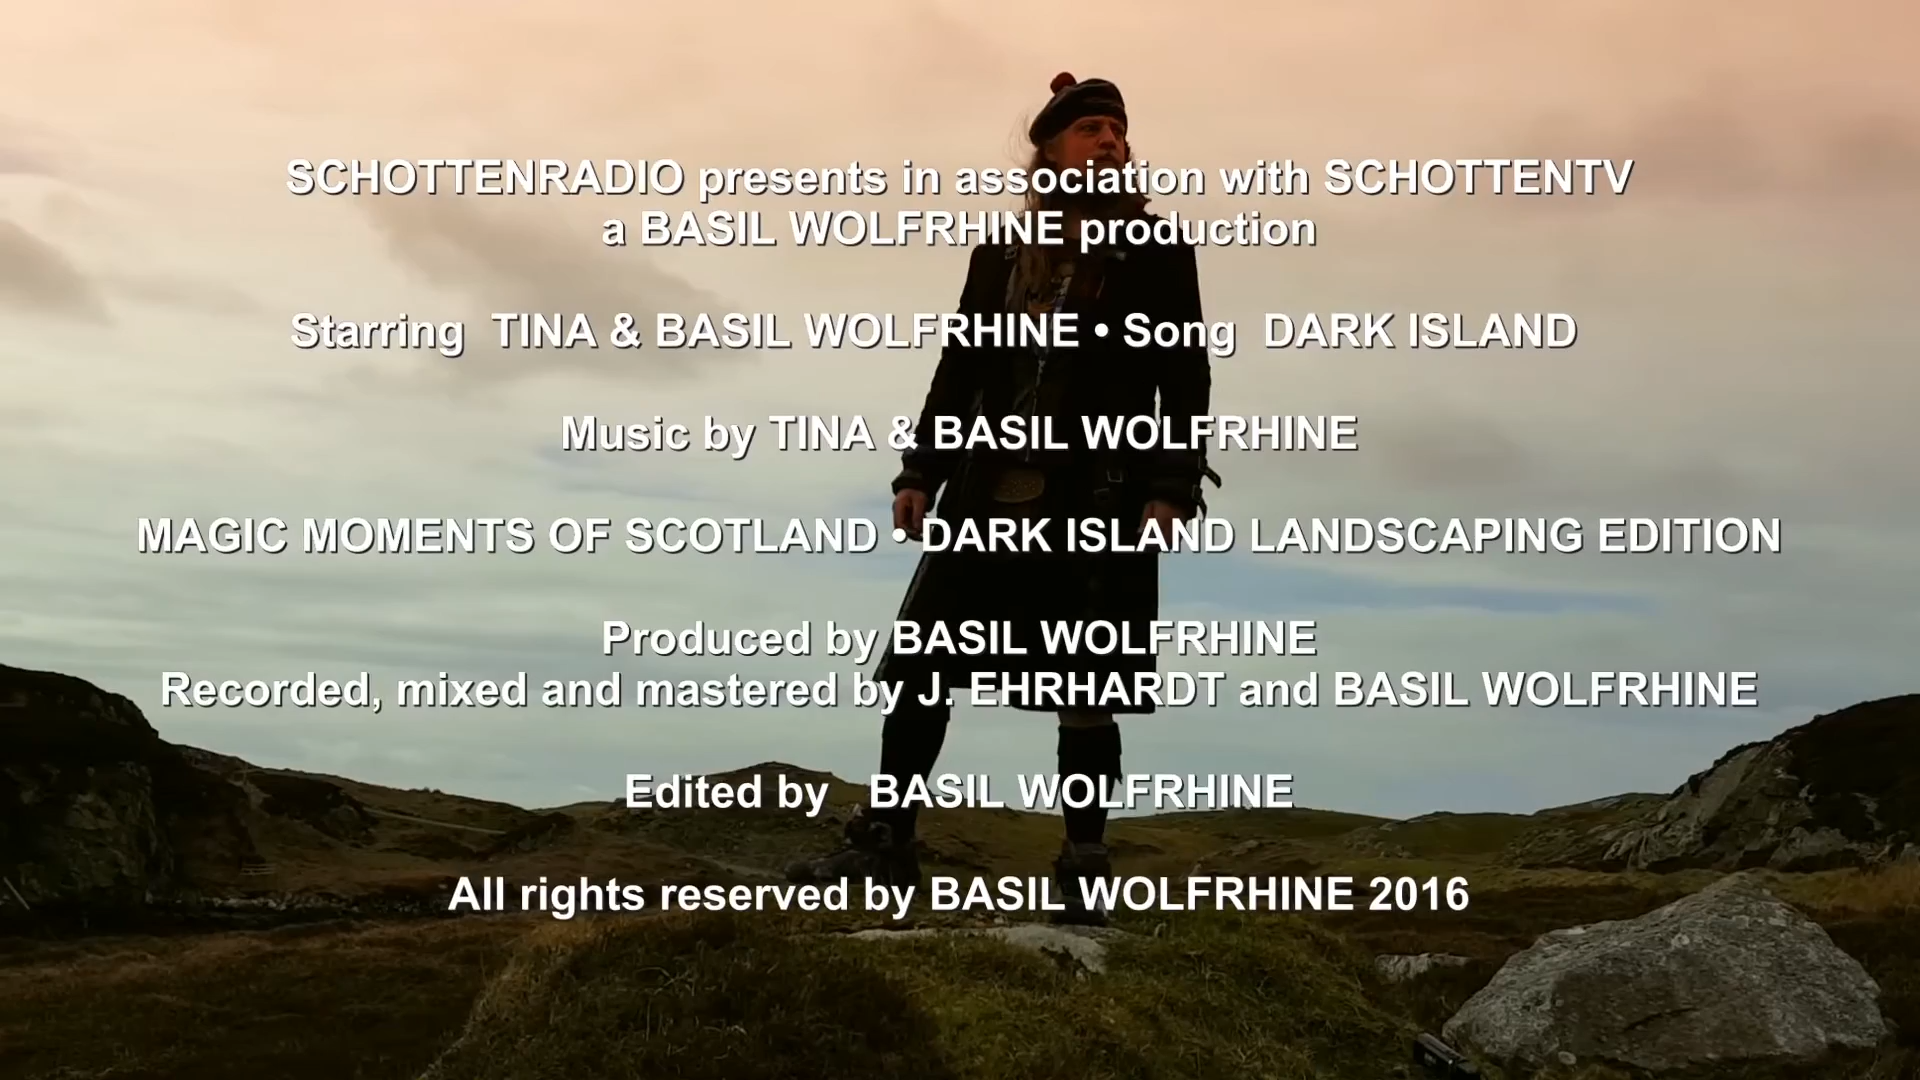 SCHOTTENRADIO presents in association with SCHOTTENTV
a BASIL WOLFRHINE production
Starring TINA & BASIL WOLFRHINE • Song DARK ISLAND
Music by TINA & BASIL WOLFRHINE
MAGIC MOMENTS OF SCOTLAND • DARK ISLAND LANDSCAPING EDITION
Produced by BASIL WOLFRHINE
Recorded, mixed and mastered by J. EHRHARDT and BASIL WOLFRHINE
Edited by BASIL WOLFRHINE
All rights reserved by BASIL WOLFRHINE 2016